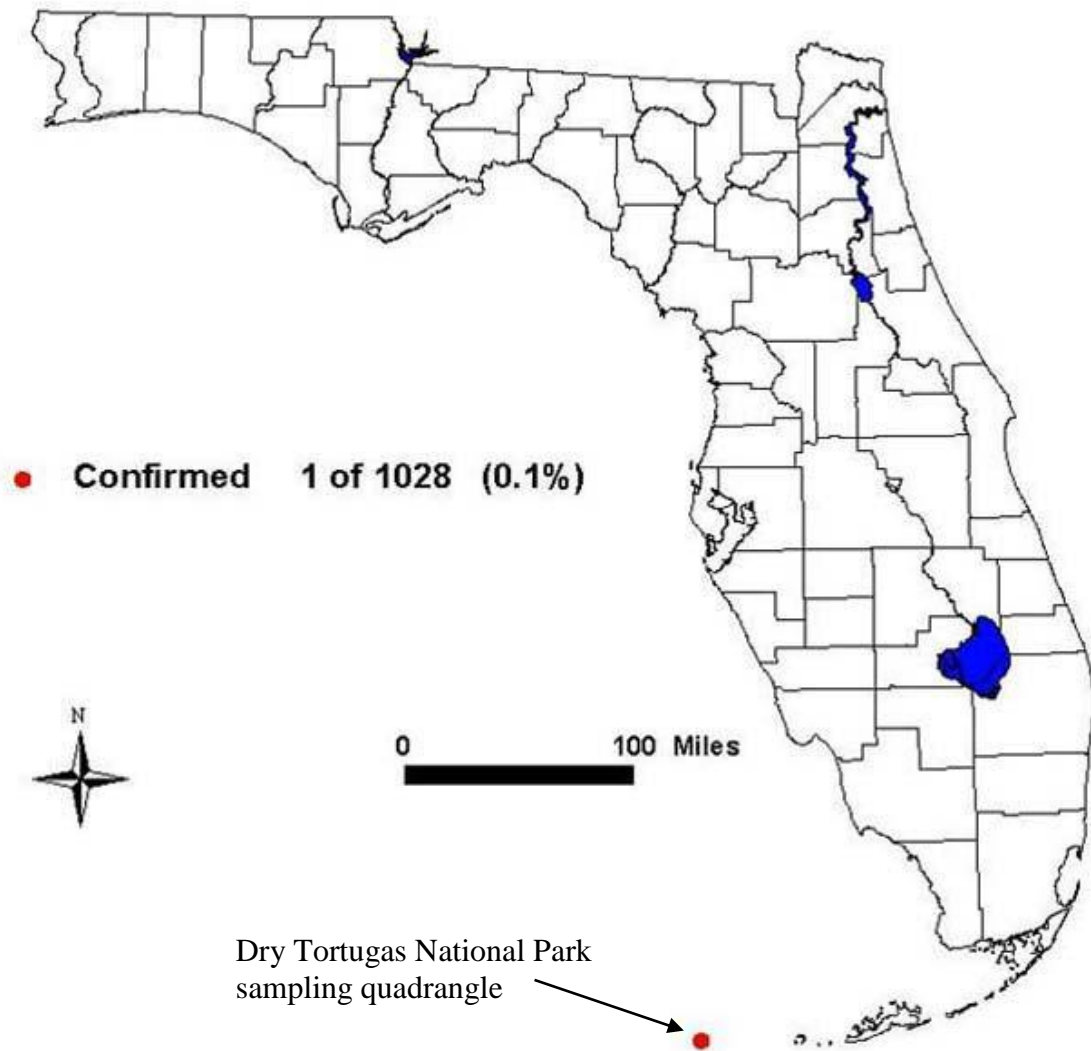 Confirmed 1 of 1028 (0.1%)
N
0 100 Miles
Dry Tortugas National Park
sampling quadrangle